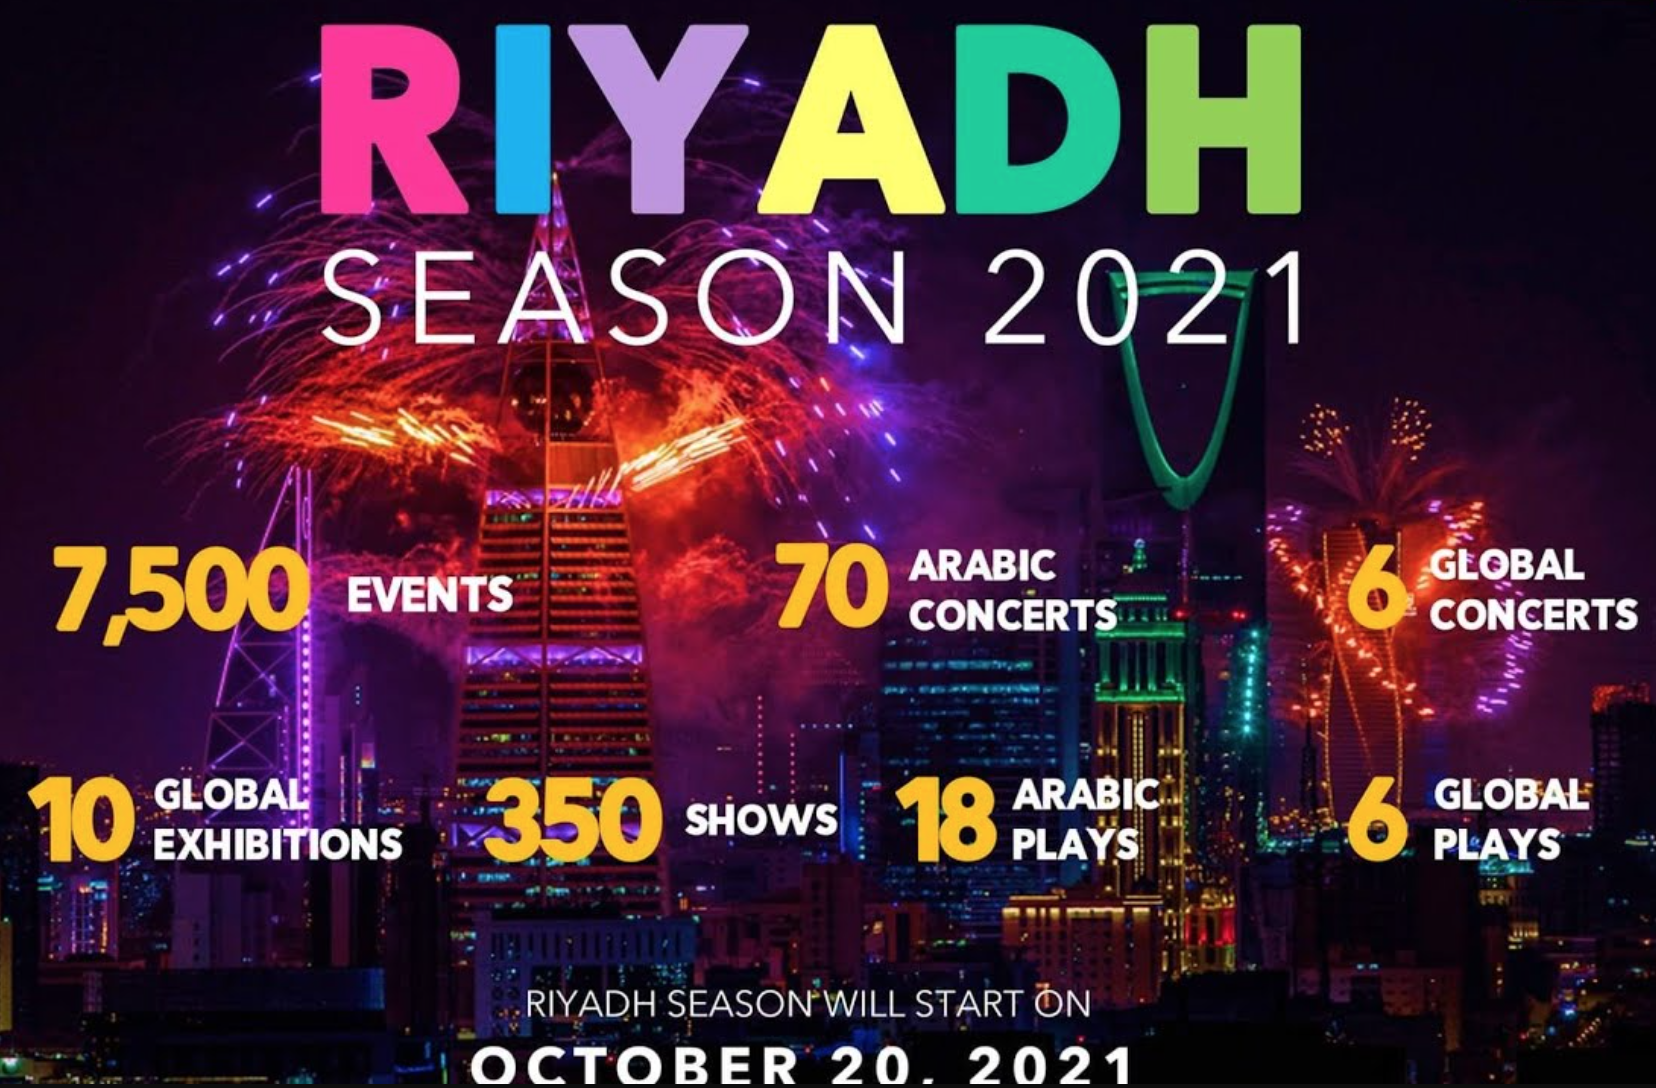 RIYADH
SEASON 2021
7,500 EVENTS
70 ARABIC
CONCERTS
6 GLOBAL
CONCERTS
10 GLOBAL
EXHIBITIONS
350 SHOWS
18 ARABIC
PLAYS
6 GLOBAL
PLAYS
RIYADH SEASON WILL START ON
OCTOBER 20, 2021